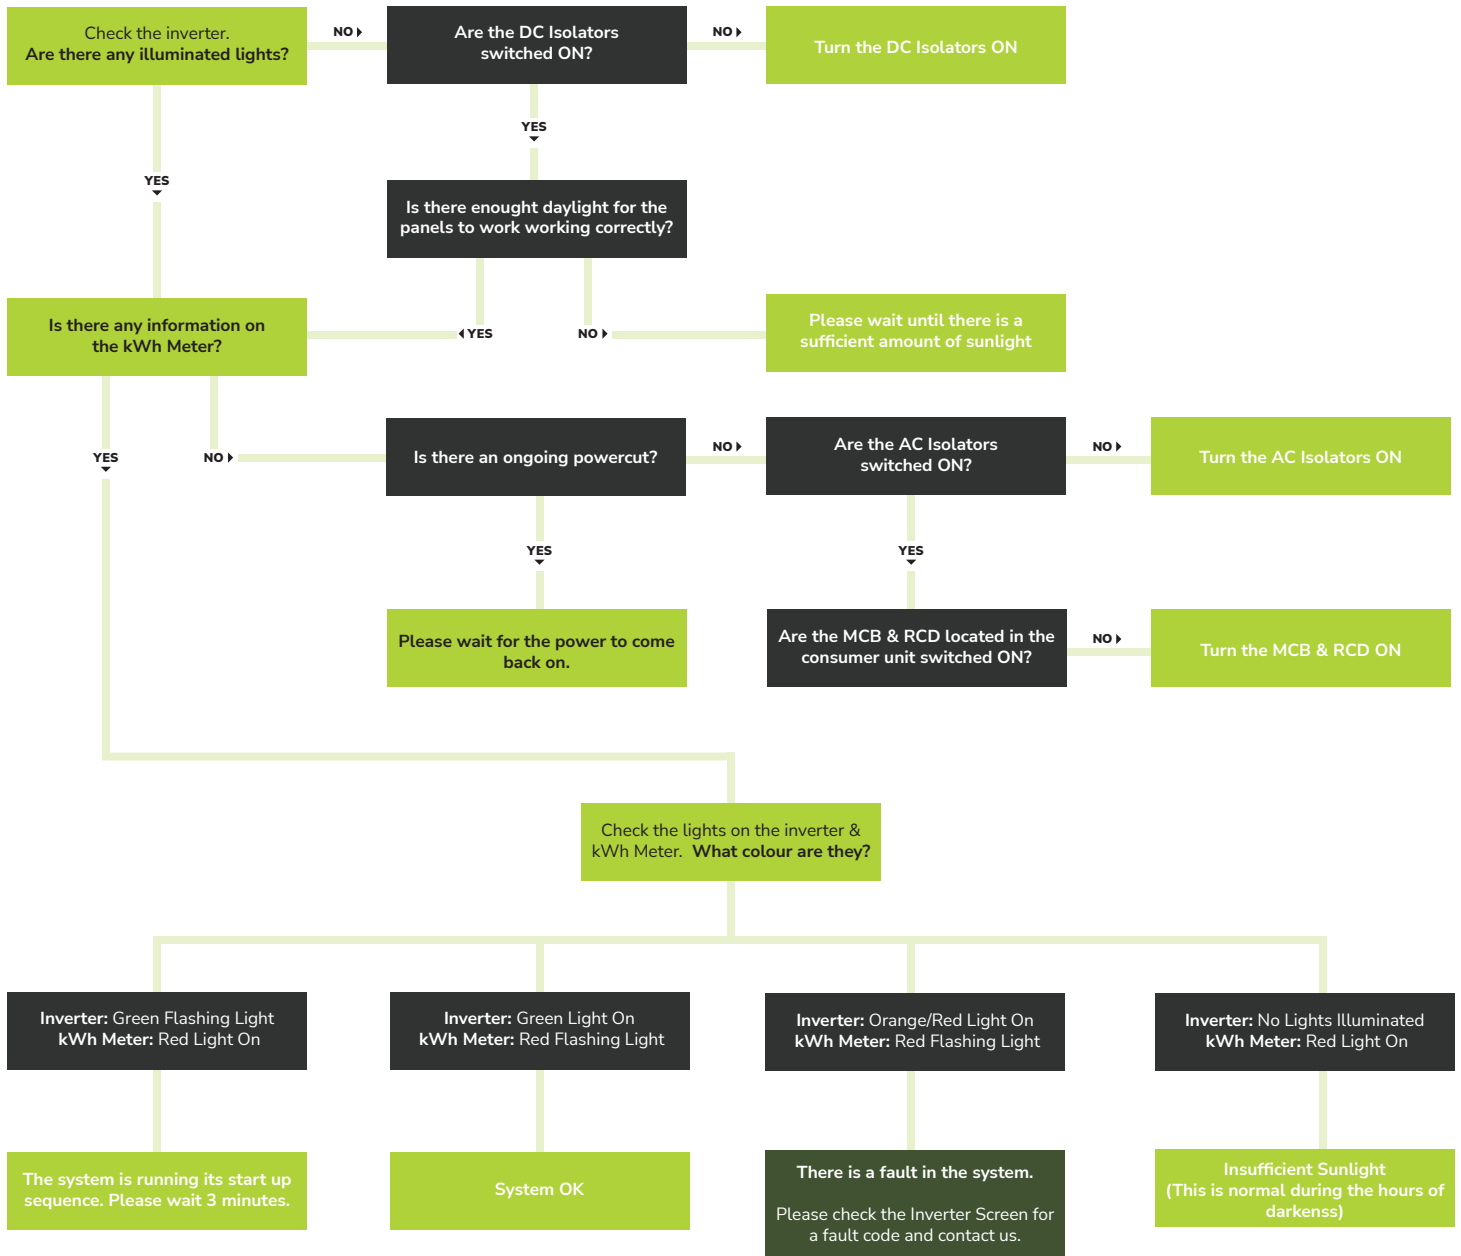 Check the inverter.
Are there any illuminated lights?
NO
Are the DC Isolators
switched ON?
NO
Turn the DC Isolators ON
YES
YES
Is there enought daylight for the
panels to work working correctly?
Is there any information on
the kWh Meter?
YES
NO
Please wait until there is a
sufficient amount of sunlight
YES
NO
Is there an ongoing powercut?
NO
Are the AC Isolators
switched ON?
NO
Turn the AC Isolators ON
YES
YES
Please wait for the power to come
back on.
Are the MCB & RCD located in the
consumer unit switched ON?
NO
Turn the MCB & RCD ON
Check the lights on the inverter &
kWh Meter. What colour are they?
Inverter: Green Flashing Light
kWh Meter: Red Light On
Inverter: Green Light On
kWh Meter: Red Flashing Light
Inverter: Orange/Red Light On
kWh Meter: Red Flashing Light
Inverter: No Lights Illuminated
kWh Meter: Red Light On
The system is running its start up
sequence. Please wait 3 minutes.
System OK
There is a fault in the system.
Please check the Inverter Screen for
a fault code and contact us.
Insufficient Sunlight
(This is normal during the hours of
darkenss)